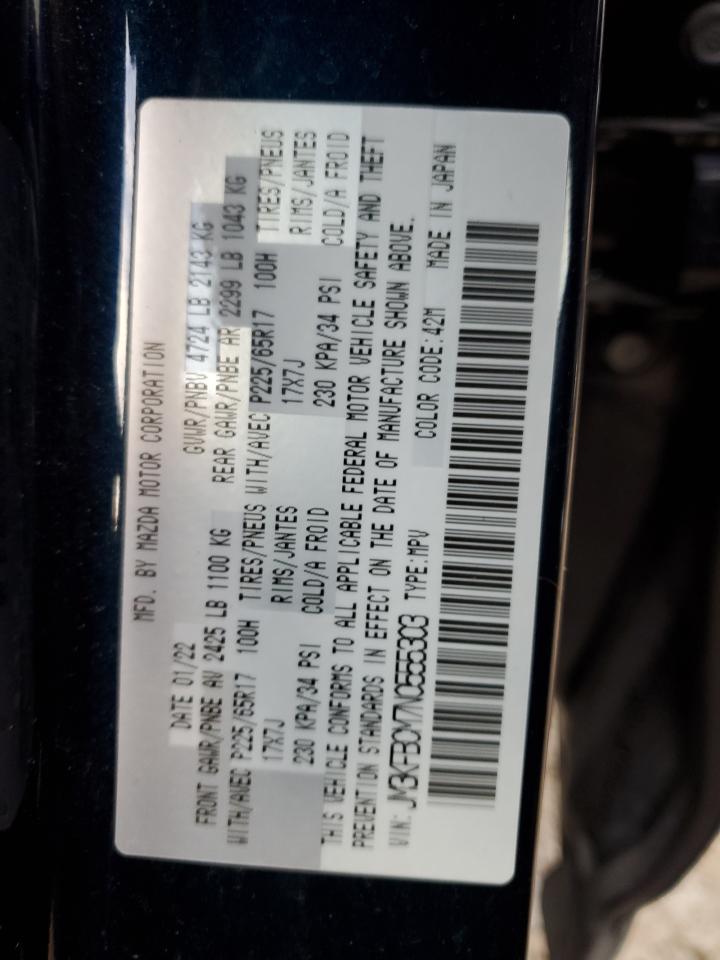 MFD. BY MAZDA MOTOR CORPORATION
DATE 01/22 GVWR/PNBV 4724 LB 2143 KG
FRONT GAWR/PNBE AV 2425 LB 1100 KG REAR GAWR/PNBE AR 2299 LB 1043 KG
WITH/AVEC P225/65R17 100H TIRES/PNEUS WITH/AVEC P225/65R17 100H TIRES/PNEUS
17X7J RIMS/JANTES 17X7J RIMS/JANTES
230 KPA/34 PSI COLD/A FROID 230 KPA/34 PSI COLD/A FROID
THIS VEHICLE CONFORMS TO ALL APPLICABLE FEDERAL MOTOR VEHICLE SAFETY AND THEFT
PREVENTION STANDARDS IN EFFECT ON THE DATE OF MANUFACTURE SHOWN ABOVE.
VIN: JM3KFBCM7N0555303 TYPE:MPV COLOR CODE:42M MADE IN JAPAN